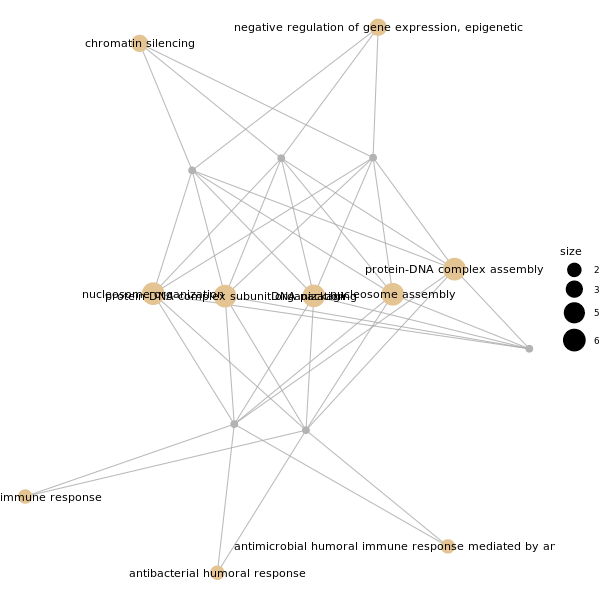 negative regulation of gene expression, epigenetic
chromatin silencing
size
2
3
5
6
protein-DNA complex assembly
nucleosome organization
protein-DNA complex subunit organization
DNA packaging
nucleosome assembly
immune response
antimicrobial humoral immune response mediated by ar
antibacterial humoral response